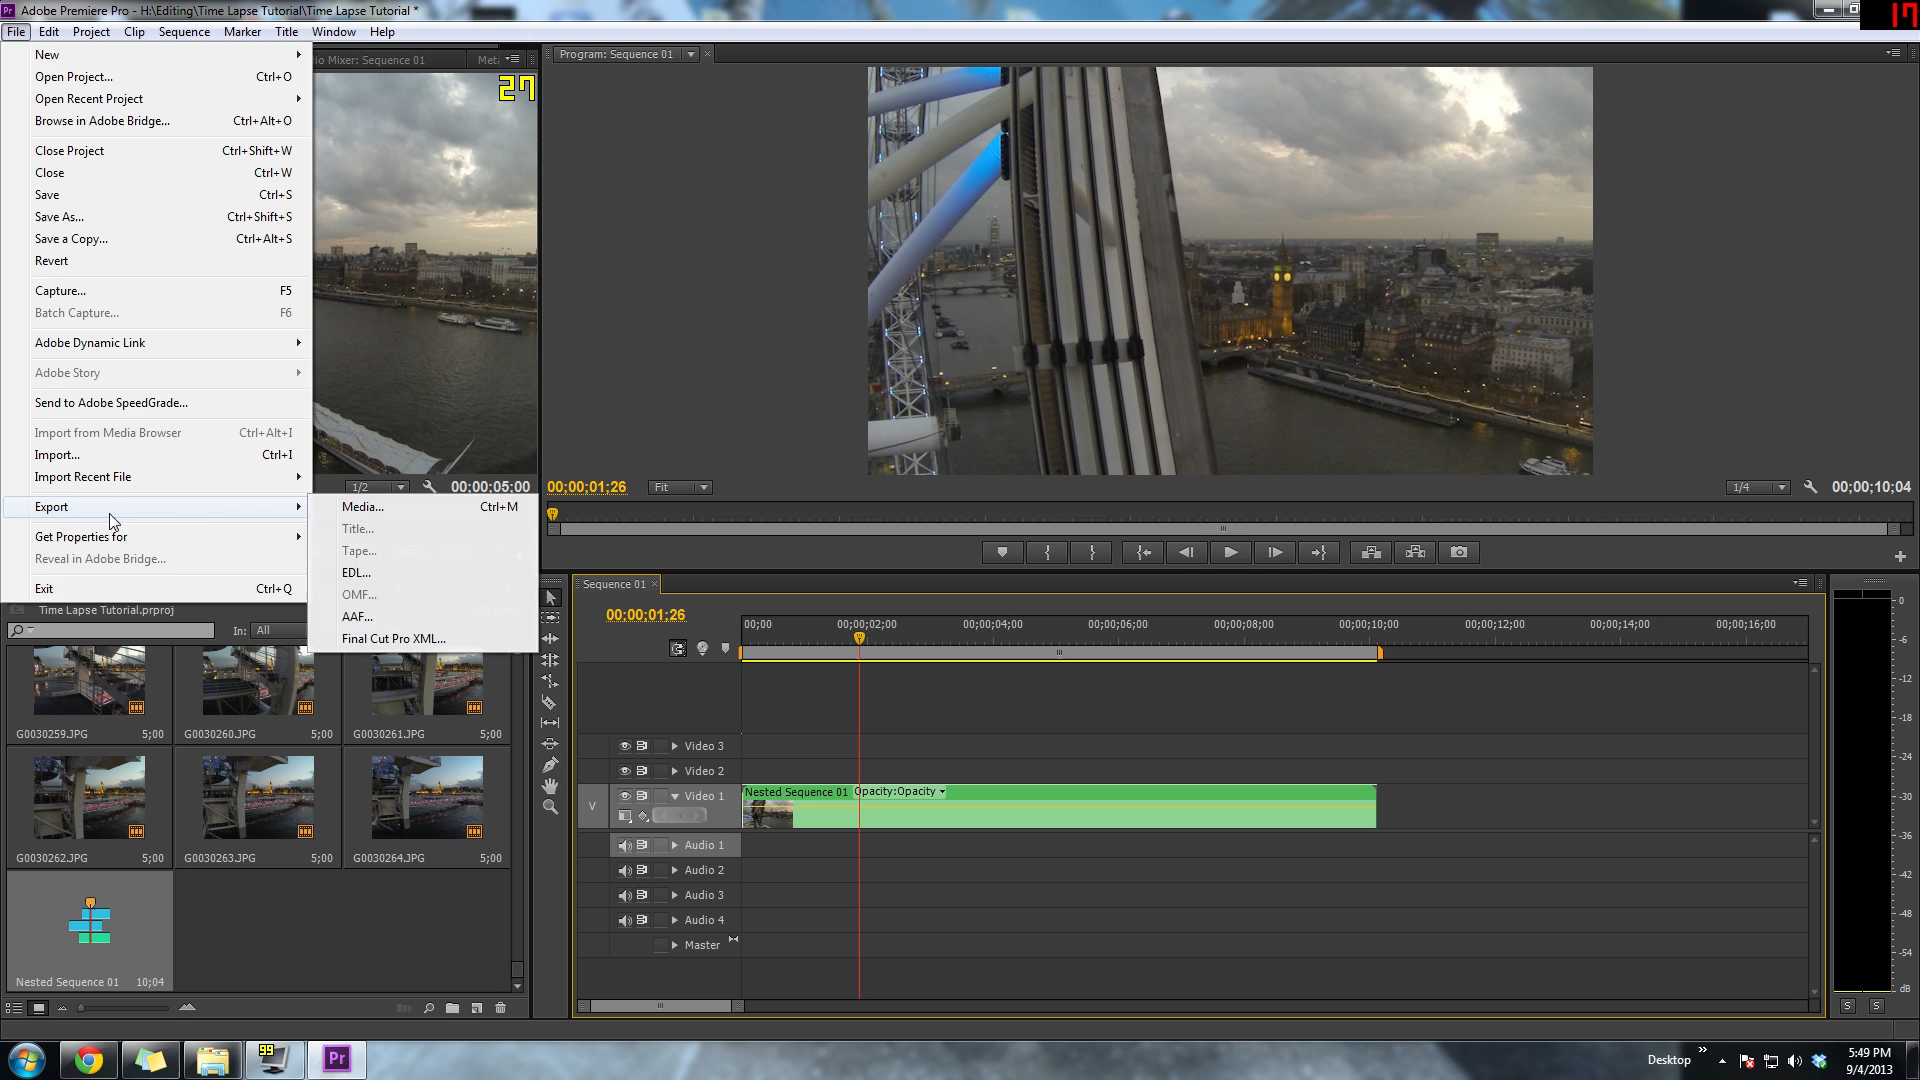 Pr Adobe Premiere Pro - H:\Editing\Time Lapse Tutorial\Time Lapse Tutorial *
17
File Edit Project Clip Sequence Marker Title Window Help
New
Open Project... Ctrl+O
Open Recent Project
Browse in Adobe Bridge... Ctrl+Alt+O
Close Project Ctrl+Shift+W
Close Ctrl+W
Save Ctrl+S
Save As... Ctrl+Shift+S
Save a Copy... Ctrl+Alt+S
Revert
Capture... F5
Batch Capture... F6
Adobe Dynamic Link
Adobe Story
Send to Adobe SpeedGrade...
Import from Media Browser Ctrl+Alt+I
Import... Ctrl+I
Import Recent File
Export
Get Properties for
Reveal in Adobe Bridge...
Exit Ctrl+Q
Media... Ctrl+M
Title...
Tape...
EDL...
OMF...
AAF...
Final Cut Pro XML...
io Mixer: Sequence 01 Met
27
1/2 00;00;05;00
Program: Sequence 01
00;00;01;26 Fit 1/4 00;00;10;04
Time Lapse Tutorial.prproj
In: All
G0030259.JPG 5;00 G0030260.JPG 5;00 G0030261.JPG 5;00
G0030262.JPG 5;00 G0030263.JPG 5;00 G0030264.JPG 5;00
Nested Sequence 01 10;04
Sequence 01
00;00;01;26
00;00 00;00;02;00 00;00;04;00 00;00;06;00 00;00;08;00 00;00;10;00 00;00;12;00 00;00;14;00 00;00;16;00
Video 3
Video 2
V Video 1 Nested Sequence 01 Opacity:Opacity
Audio 1
Audio 2
Audio 3
Audio 4
Master
0
-6
-12
-18
-24
-30
-36
-42
-48
-54
dB
S S
99
Pr
Desktop
5:49 PM
9/4/2013